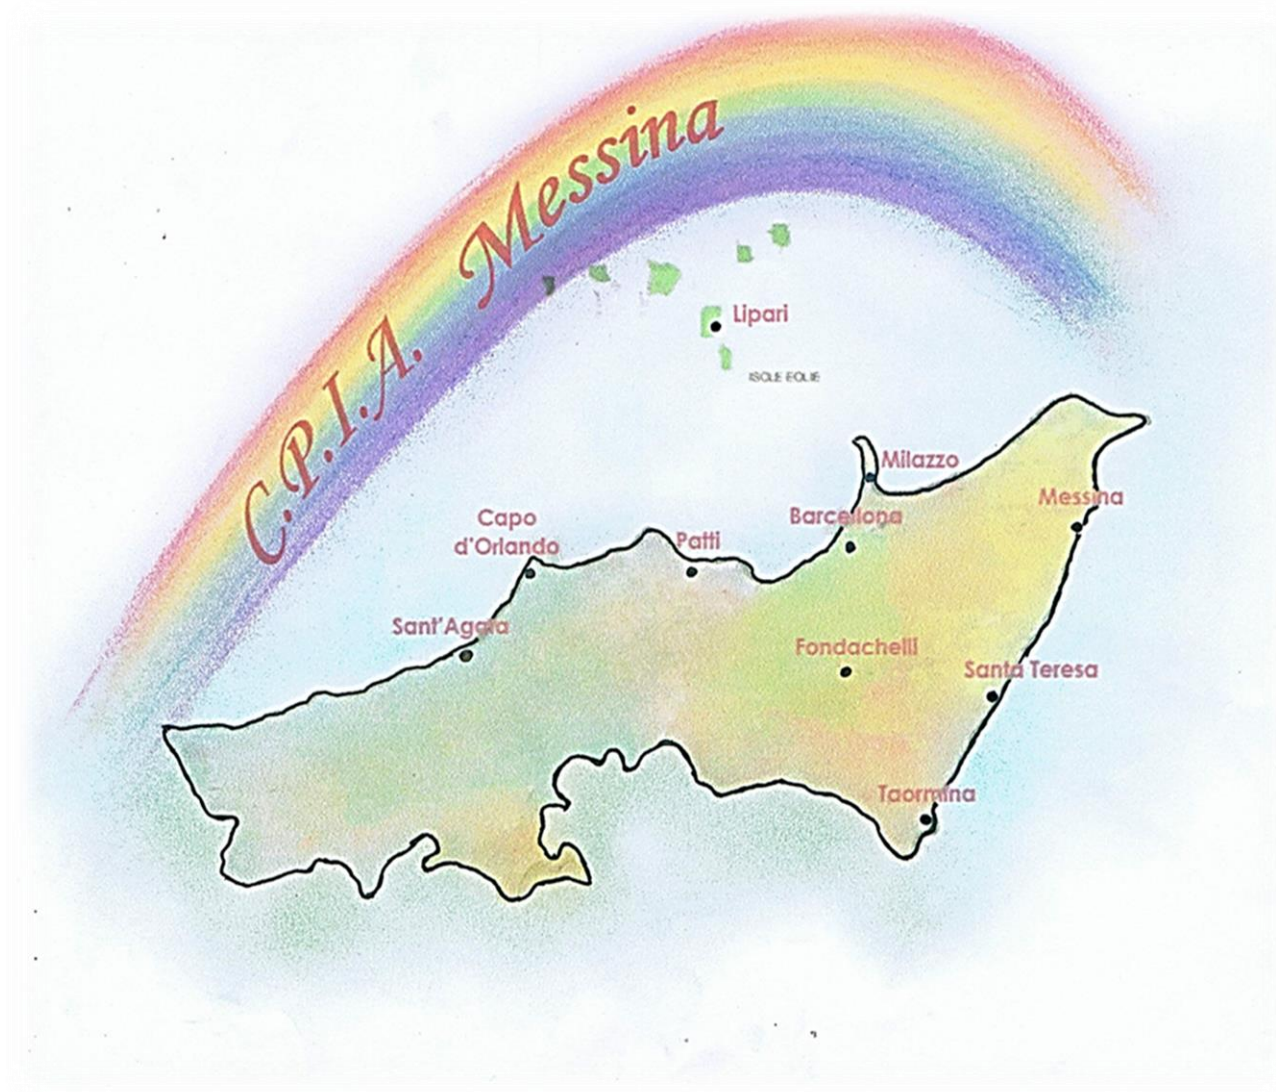 C.P.I.A. Messina
Lipari
ISOLE EOLIE
Milazzo
Messina
Barcellona
Capo
d'Orlando
Patti
Sant'Agata
Fondachelli
Santa Teresa
Taormina